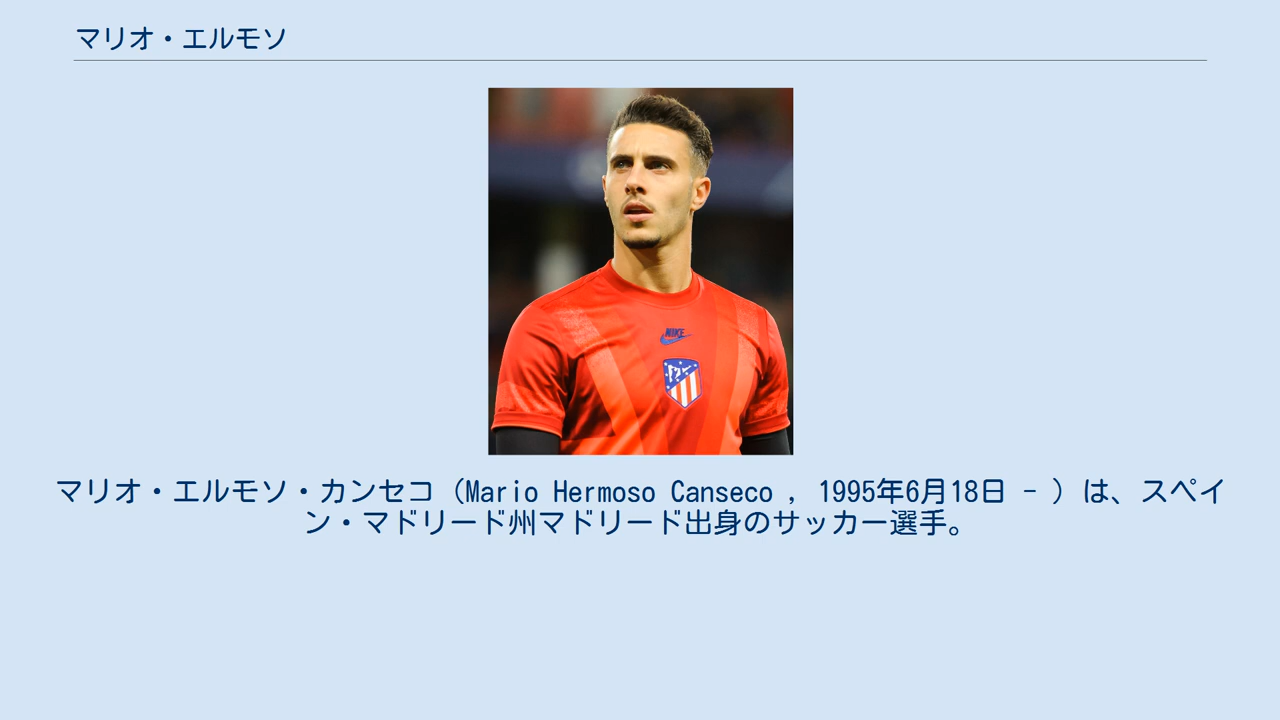 マリオ・エルモソ
NIKE
マリオ・エルモソ・カンセコ（Mario Hermoso Canseco , 1995年6月18日 - ）は、スペイ
ン・マドリード州マドリード出身のサッカー選手。